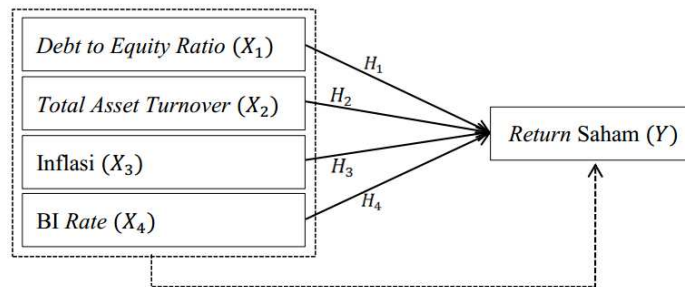 Debt to Equity Ratio (X₁)
H₁
Total Asset Turnover (X₂)
H₂
Return Saham (Y)
Inflasi (X₃)
H₃
BI Rate (X₄)
H₄